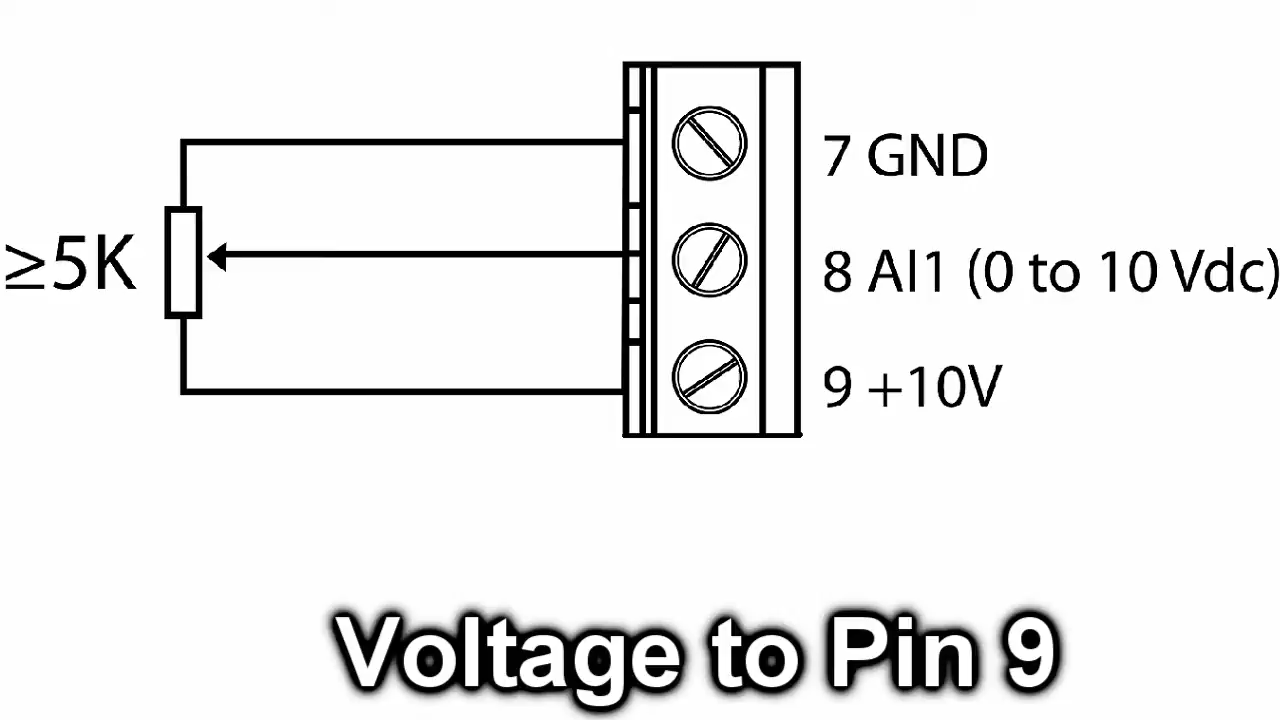 7 GND
≥5K
8 AI1 (0 to 10 Vdc)
9 +10V
Voltage to Pin 9